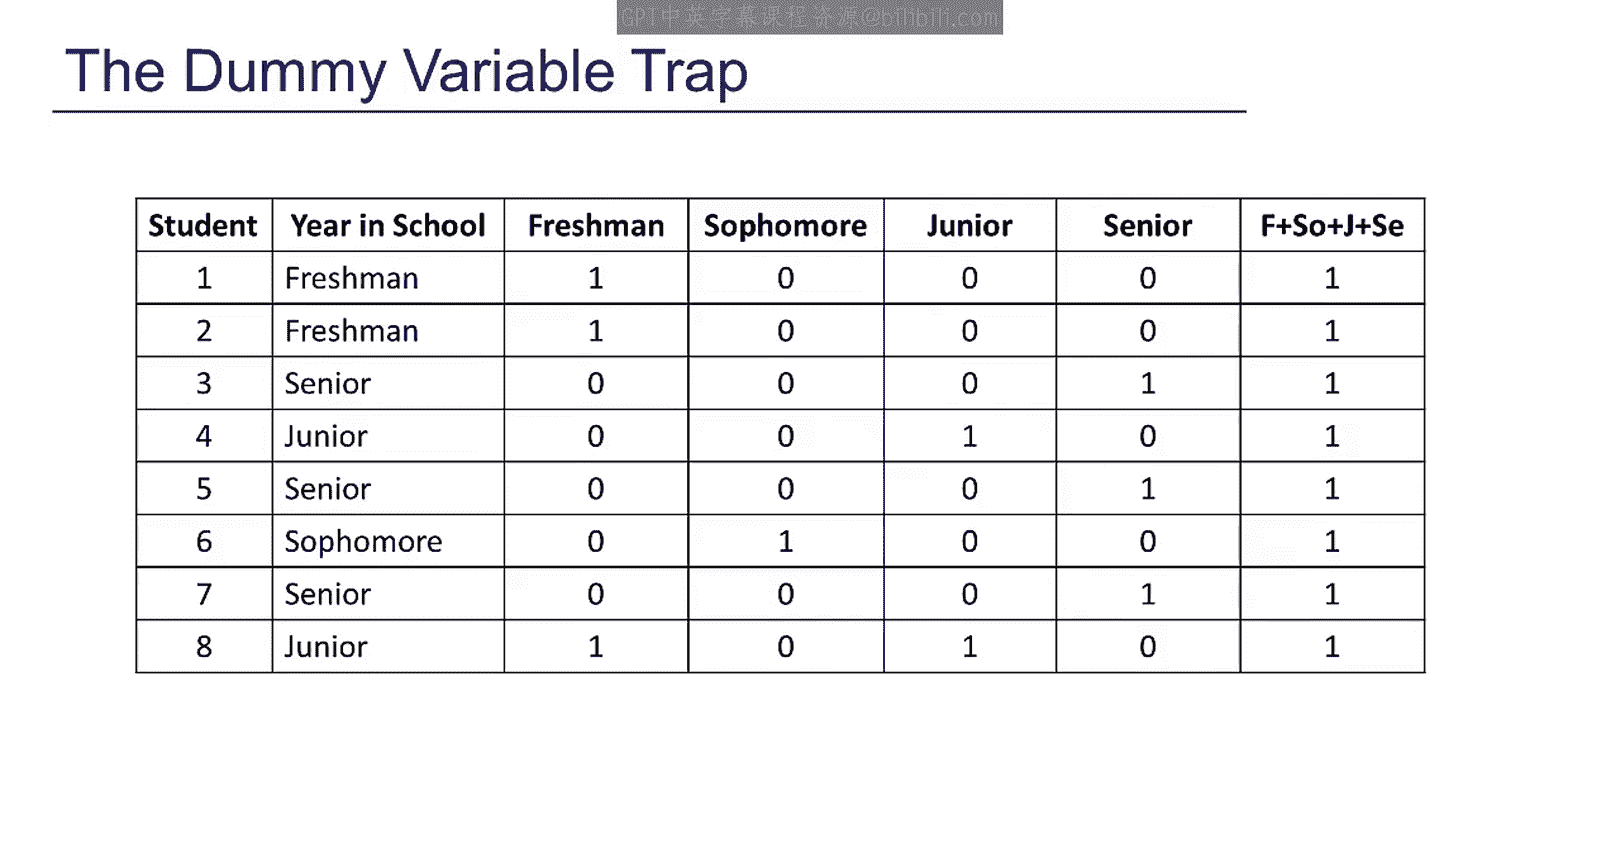 GPT中英字幕课程资源@bilibili.com
The Dummy Variable Trap
Student Year in School Freshman Sophomore Junior Senior F+So+J+Se
1 Freshman 1 0 0 0 1
2 Freshman 1 0 0 0 1
3 Senior 0 0 0 1 1
4 Junior 0 0 1 0 1
5 Senior 0 0 0 1 1
6 Sophomore 0 1 0 0 1
7 Senior 0 0 0 1 1
8 Junior 1 0 1 0 1